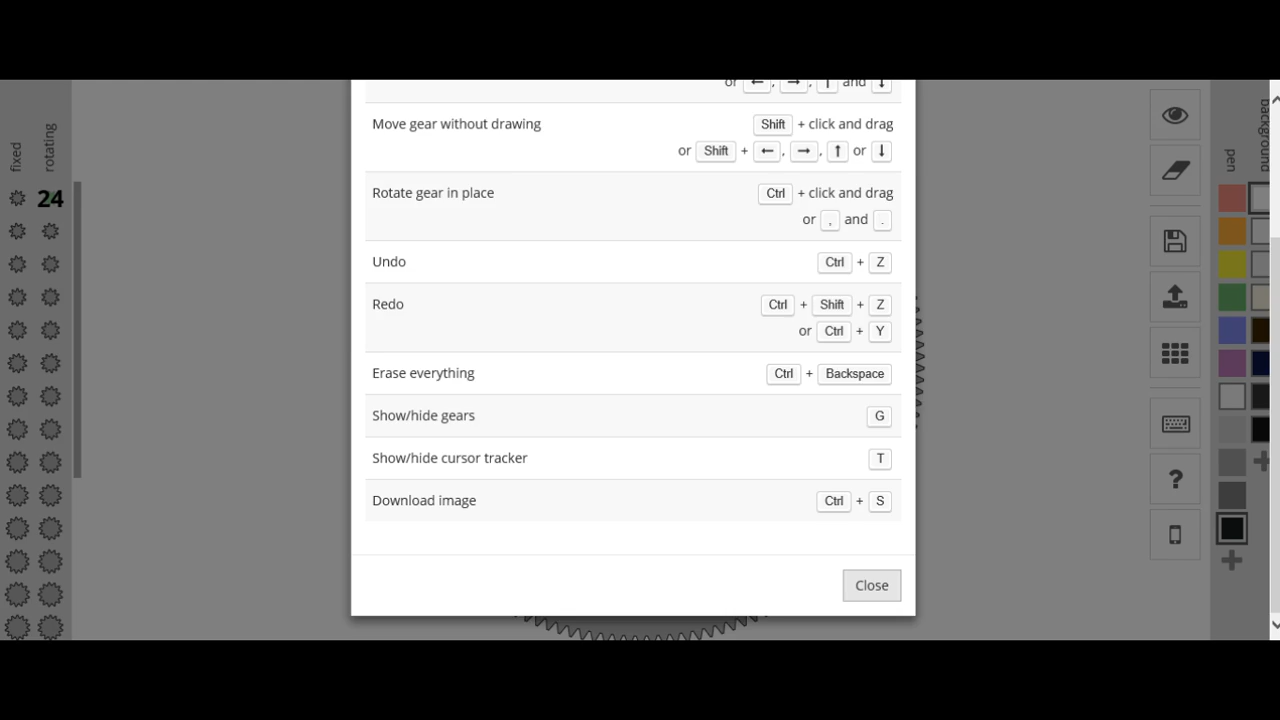 or ←, →, ↑ and ↓
Move gear without drawing Shift + click and drag
or Shift + ←, →, ↑ or ↓
Rotate gear in place Ctrl + click and drag
or , and .
Undo Ctrl + Z
Redo Ctrl + Shift + Z
or Ctrl + Y
Erase everything Ctrl + Backspace
Show/hide gears G
Show/hide cursor tracker T
Download image Ctrl + S
Close
fixed
rotating
24
?
pen
background